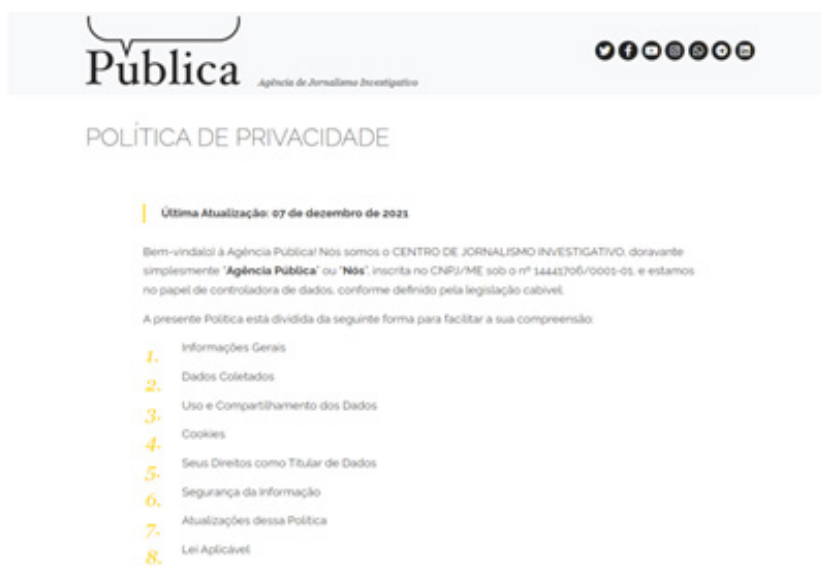 Pública
Agência de Jornalismo Investigativo
POLÍTICA DE PRIVACIDADE
Última Atualização: 07 de dezembro de 2021
Bem-vinda(o) à Agência Pública! Nós somos o CENTRO DE JORNALISMO INVESTIGATIVO, doravante
simplesmente "Agência Pública" ou "Nós", inscrita no CNPJ/ME sob o nº 14441706/0001-01, e estamos
no papel de controladora de dados, conforme definido pela legislação cabível.
A presente Política está dividida da seguinte forma para facilitar a sua compreensão:
1. Informações Gerais
2. Dados Coletados
3. Uso e Compartilhamento dos Dados
4. Cookies
5. Seus Direitos como Titular de Dados
6. Segurança da Informação
7. Atualizações dessa Política
8. Lei Aplicável